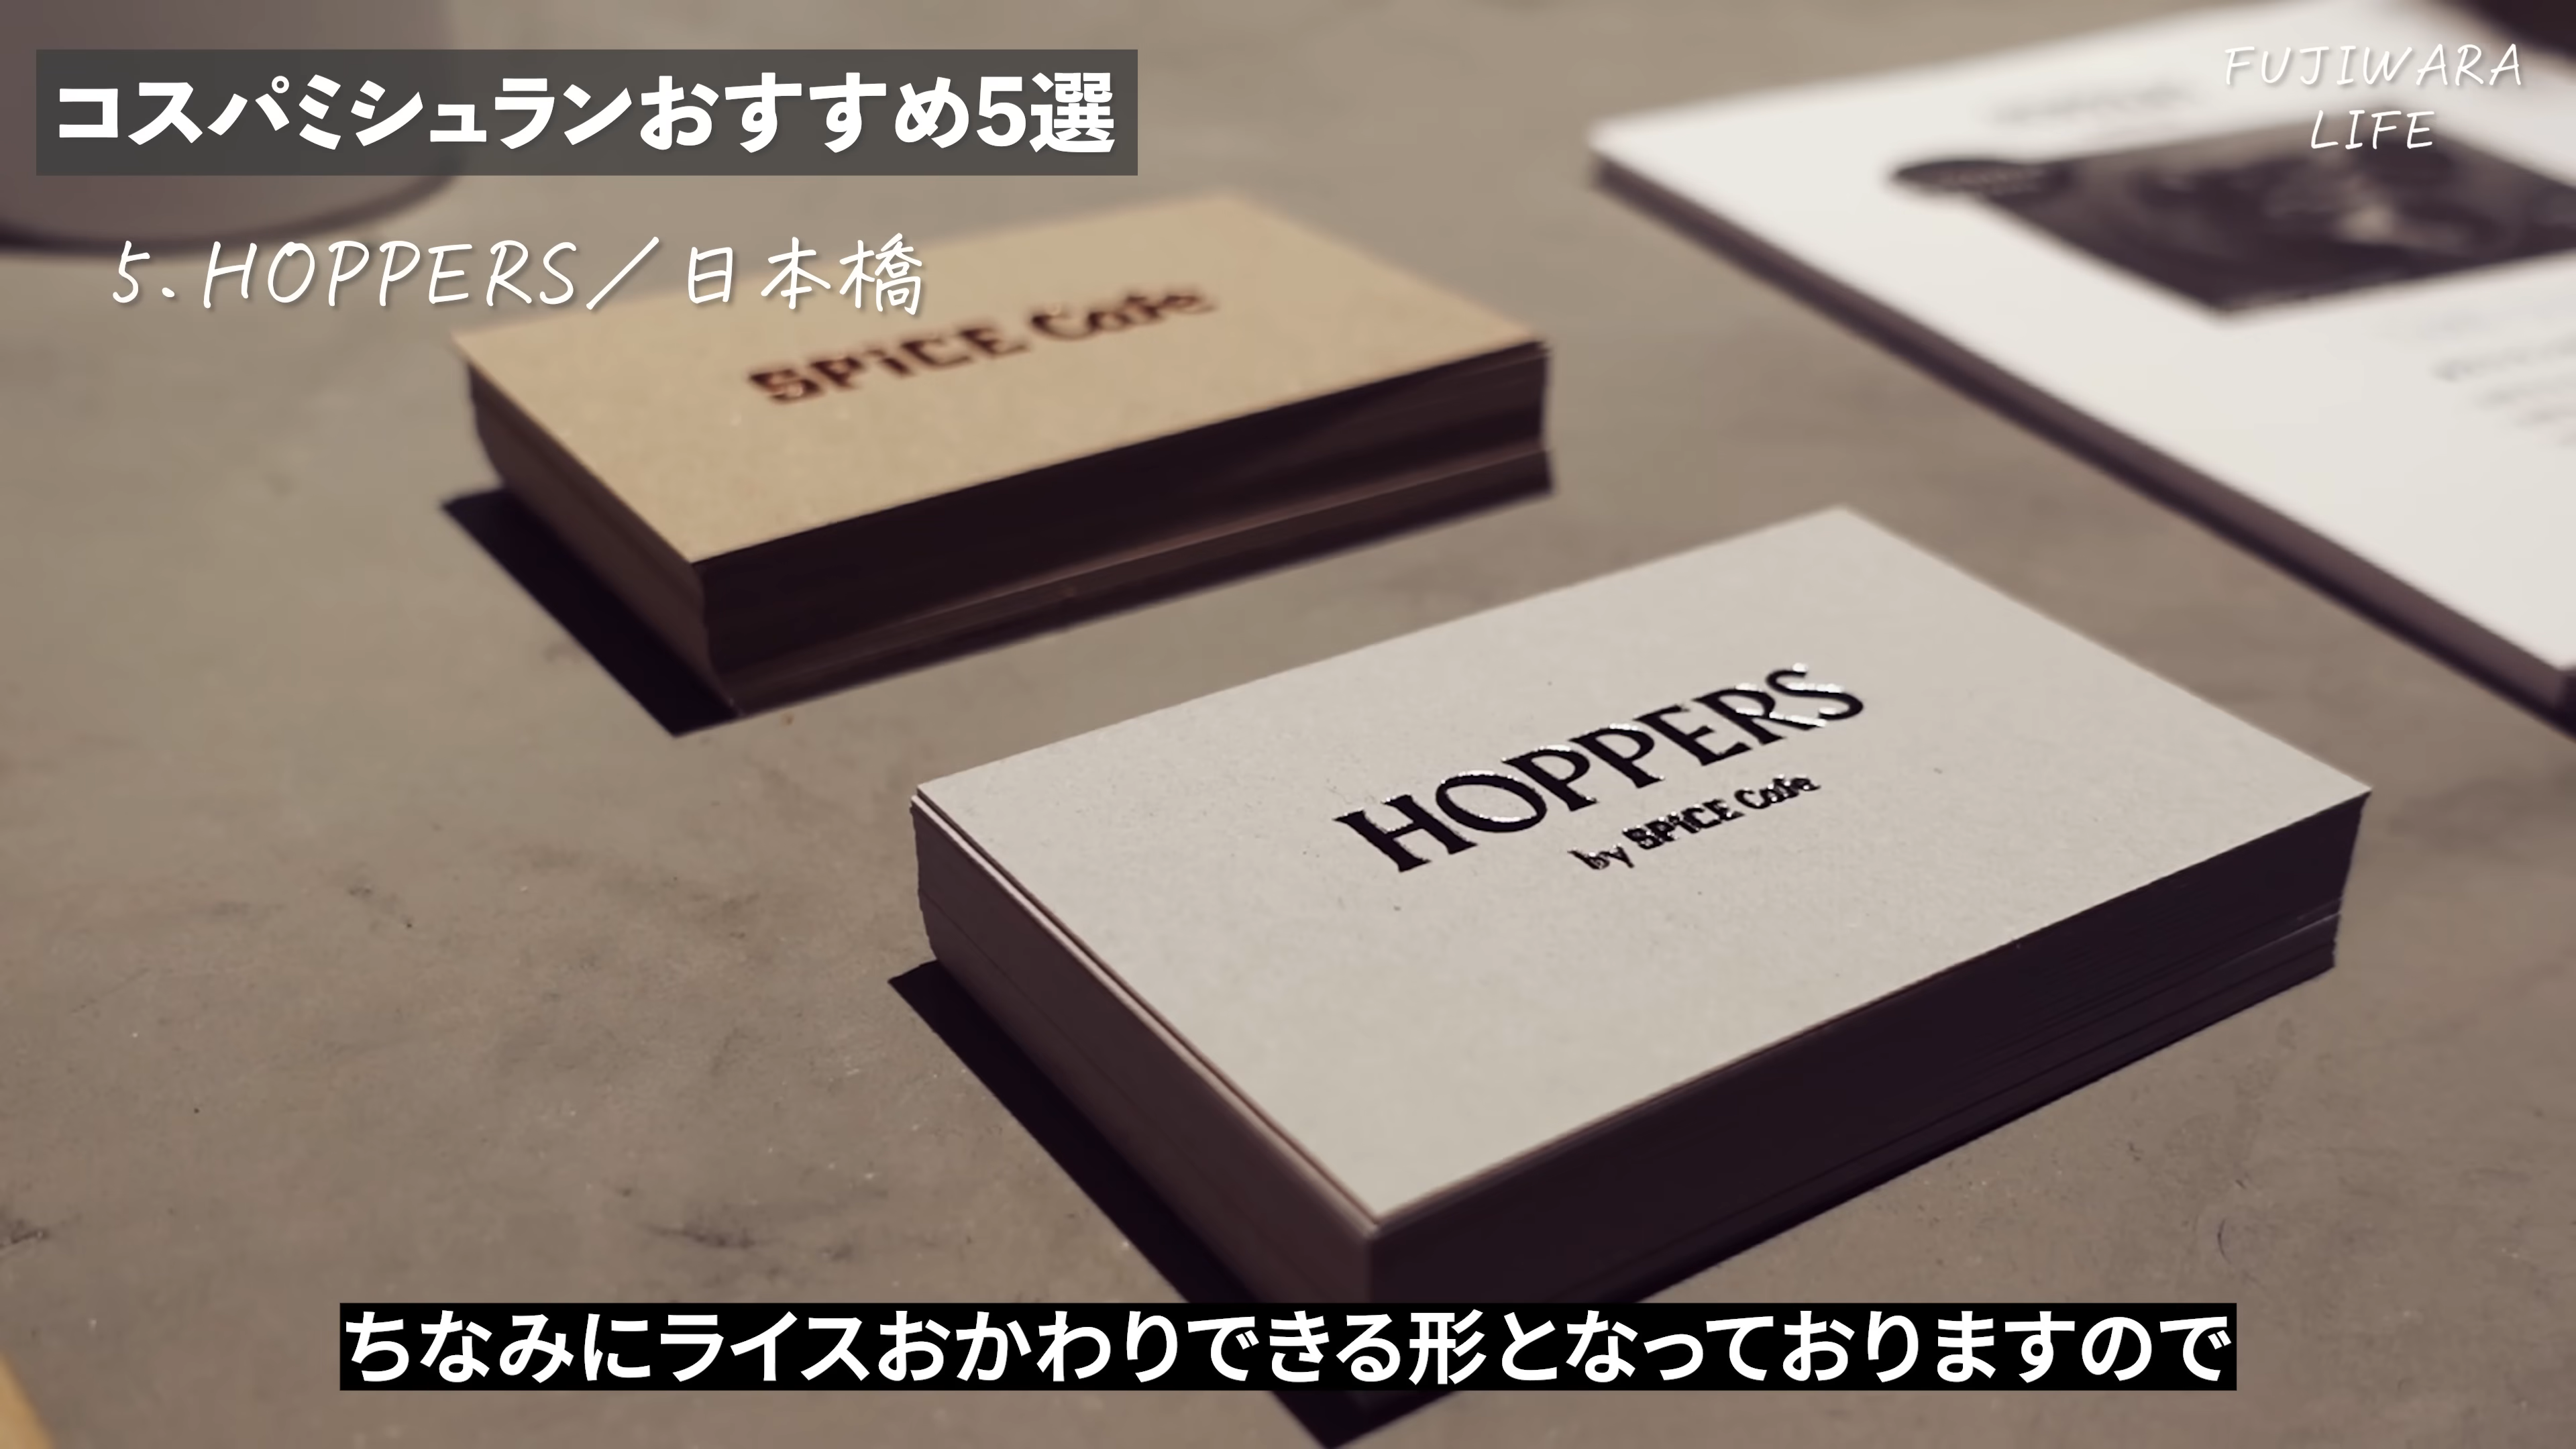 コスパミシュランおすすめ5選
FUJIWARA
LIFE
5.HOPPERS／日本橋
SPiCE Cafe
HOPPERS
by SPiCE Cafe
ちなみにライスおかわりできる形となっておりますので